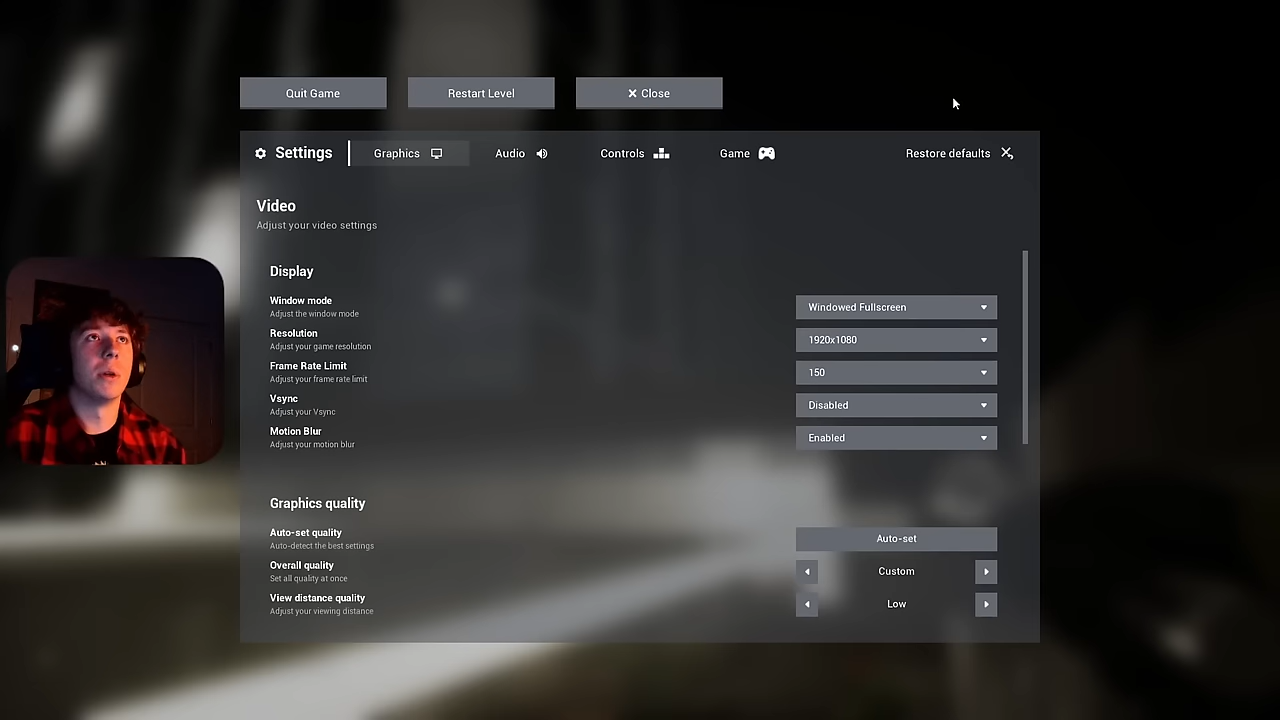 Quit Game
Restart Level
Close
Settings
Graphics
Audio
Controls
Game
Restore defaults
Video
Adjust your video settings
Display
Window mode
Adjust the window mode
Windowed Fullscreen
Resolution
Adjust your game resolution
1920x1080
Frame Rate Limit
Adjust your frame rate limit
150
Vsync
Adjust your Vsync
Disabled
Motion Blur
Adjust your motion blur
Enabled
Graphics quality
Auto-set quality
Auto-detect the best settings
Auto-set
Overall quality
Set all quality at once
Custom
View distance quality
Adjust your viewing distance
Low